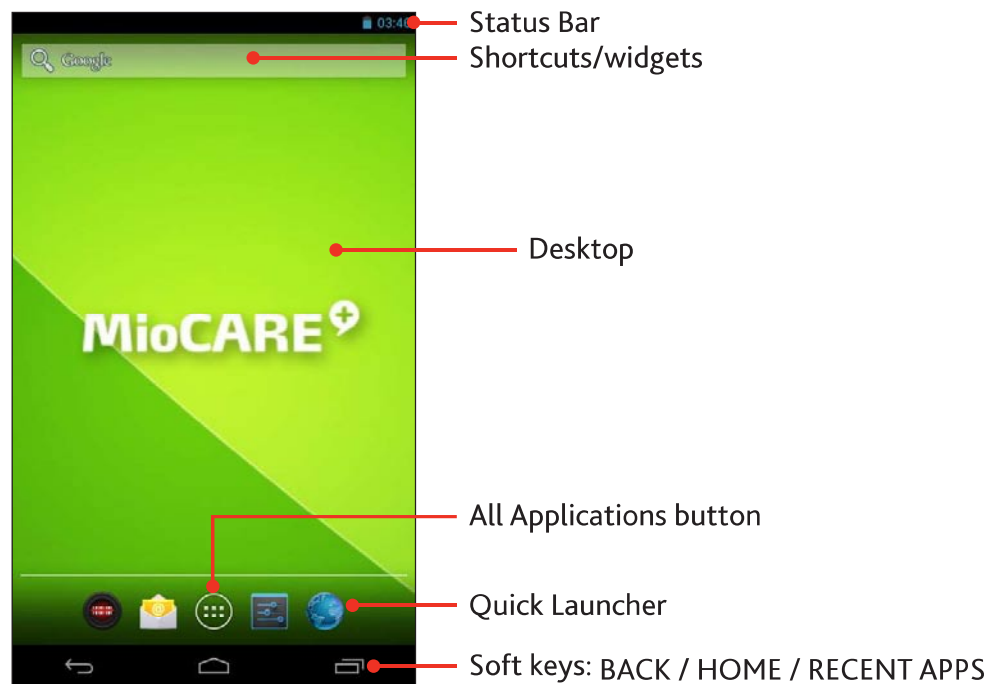 03:46
Status Bar
Google
Shortcuts/widgets
Desktop
MioCARE+
All Applications button
Quick Launcher
Soft keys: BACK / HOME / RECENT APPS